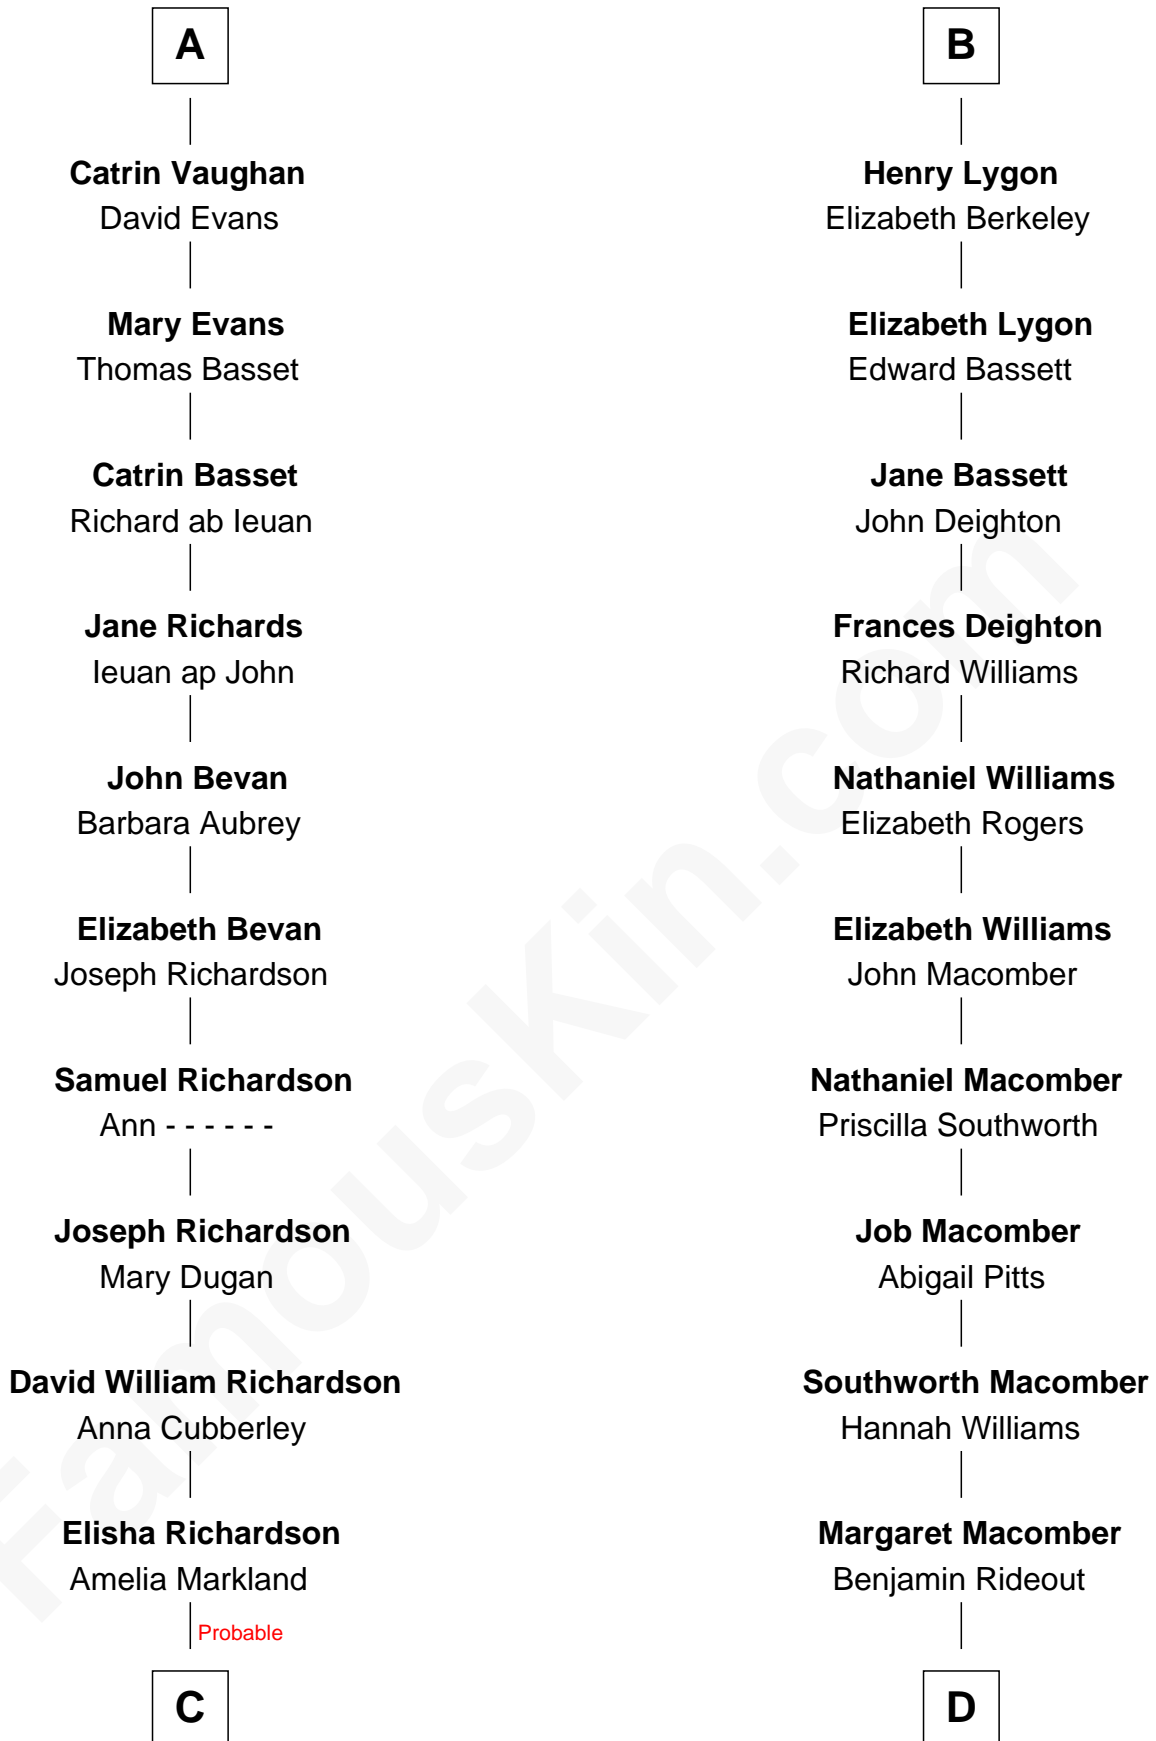 A
Catrin Vaughan
David Evans
Mary Evans
Thomas Basset
Catrin Basset
Richard ab Ieuan
Jane Richards
Ieuan ap John
John Bevan
Barbara Aubrey
Elizabeth Bevan
Joseph Richardson
Samuel Richardson
Ann - - - - - -
Joseph Richardson
Mary Dugan
David William Richardson
Anna Cubberley
Elisha Richardson
Amelia Markland
Probable
C
B
Henry Lygon
Elizabeth Berkeley
Elizabeth Lygon
Edward Bassett
Jane Bassett
John Deighton
Frances Deighton
Richard Williams
Nathaniel Williams
Elizabeth Rogers
Elizabeth Williams
John Macomber
Nathaniel Macomber
Priscilla Southworth
Job Macomber
Abigail Pitts
Southworth Macomber
Hannah Williams
Margaret Macomber
Benjamin Rideout
D
FamousKin.com